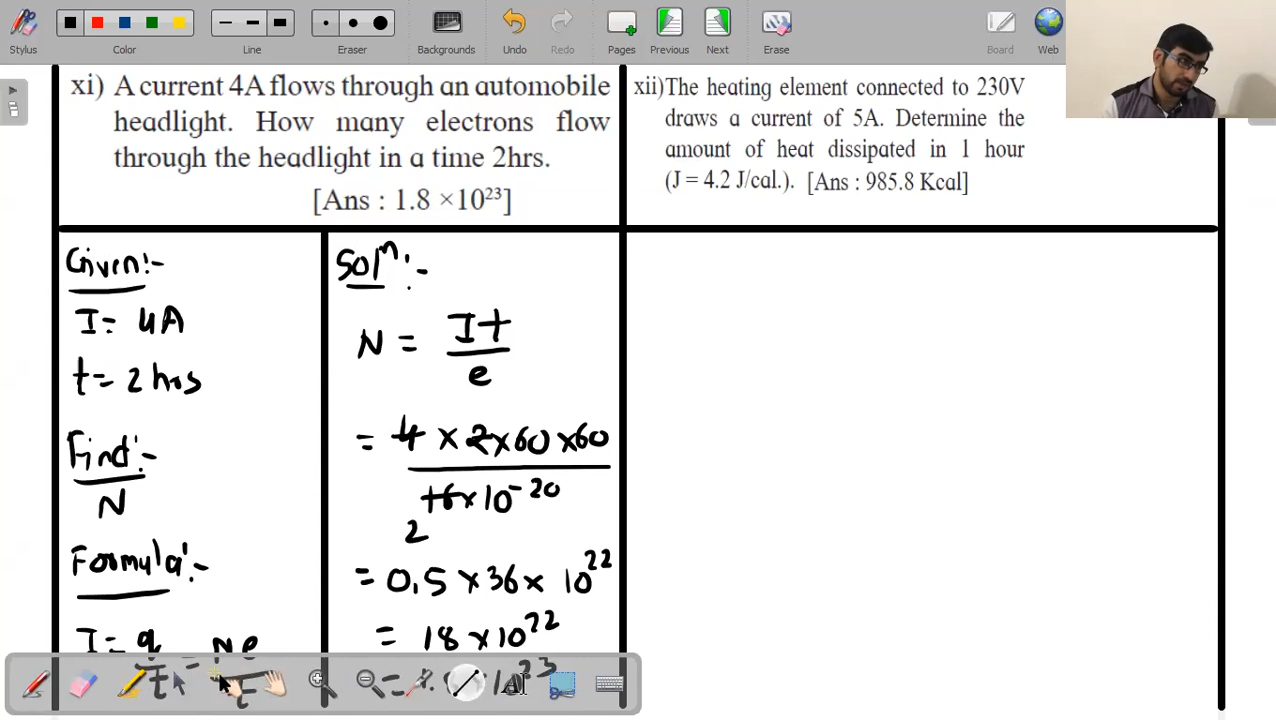 Stylus
Color
Line
Eraser
Backgrounds
Undo
Redo
Pages
Previous
Next
Erase
Board
Web
xi) A current 4A flows through an automobile
headlight. How many electrons flow
through the headlight in a time 2hrs.
[Ans : 1.8 ×10²³]
xii) The heating element connected to 230V
draws a current of 5A. Determine the
amount of heat dissipated in 1 hour
(J = 4.2 J/cal.). [Ans : 985.8 Kcal]
Given:-
I = 4A
t = 2 hrs
Find:-
N
Formula:-
I = q/t = Ne/t
Solⁿ:-
N = It/e
= 4 × 2 × 60 × 60
16 × 10⁻²⁰
2
= 0.5 × 36 × 10²²
= 18 × 10²²